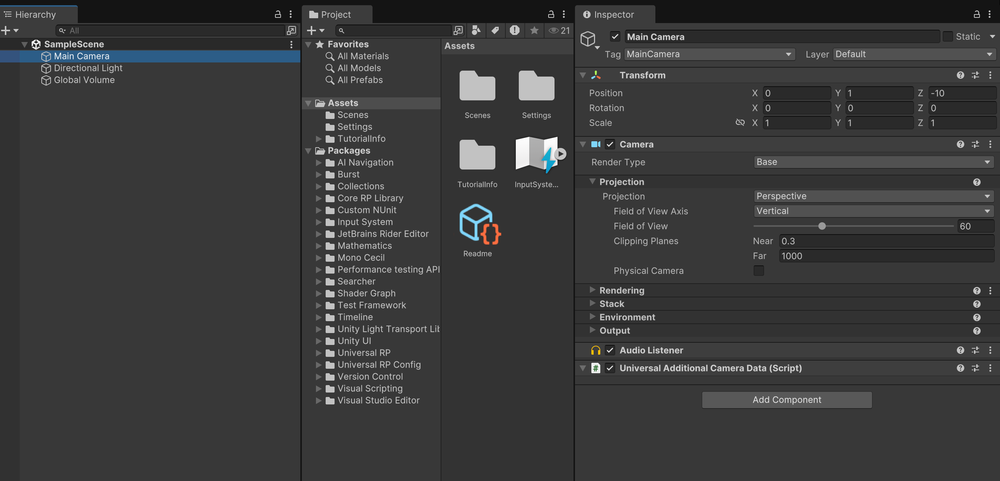 Hierarchy
All
SampleScene
Main Camera
Directional Light
Global Volume
Project
21
Favorites
All Materials
All Models
All Prefabs
Assets
Scenes
Settings
TutorialInfo
Packages
AI Navigation
Burst
Collections
Core RP Library
Custom NUnit
Input System
JetBrains Rider Editor
Mathematics
Mono Cecil
Performance testing API
Searcher
Shader Graph
Test Framework
Timeline
Unity Light Transport Lib
Unity UI
Universal RP
Universal RP Config
Version Control
Visual Scripting
Visual Studio Editor
Assets
Scenes
Settings
TutorialInfo
InputSyste...
Readme
Inspector
Main Camera
Static
Tag MainCamera Layer Default
Transform
Position X 0 Y 1 Z -10
Rotation X 0 Y 0 Z 0
Scale X 1 Y 1 Z 1
Camera
Render Type Base
Projection
Projection Perspective
Field of View Axis Vertical
Field of View 60
Clipping Planes Near 0.3
Far 1000
Physical Camera
Rendering
Stack
Environment
Output
Audio Listener
# Universal Additional Camera Data (Script)
Add Component